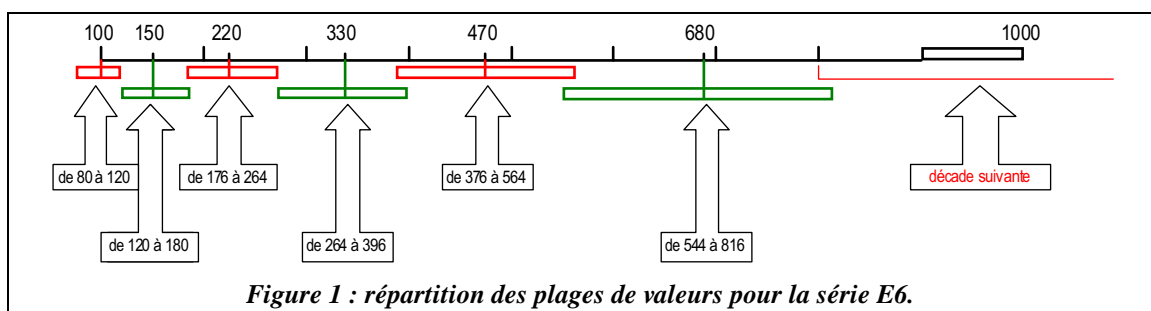 100 150 220 330 470 680 1000
de 80 à 120 de 176 à 264 de 376 à 564 décade suivante
de 120 à 180 de 264 à 396 de 544 à 816
Figure 1 : répartition des plages de valeurs pour la série E6.